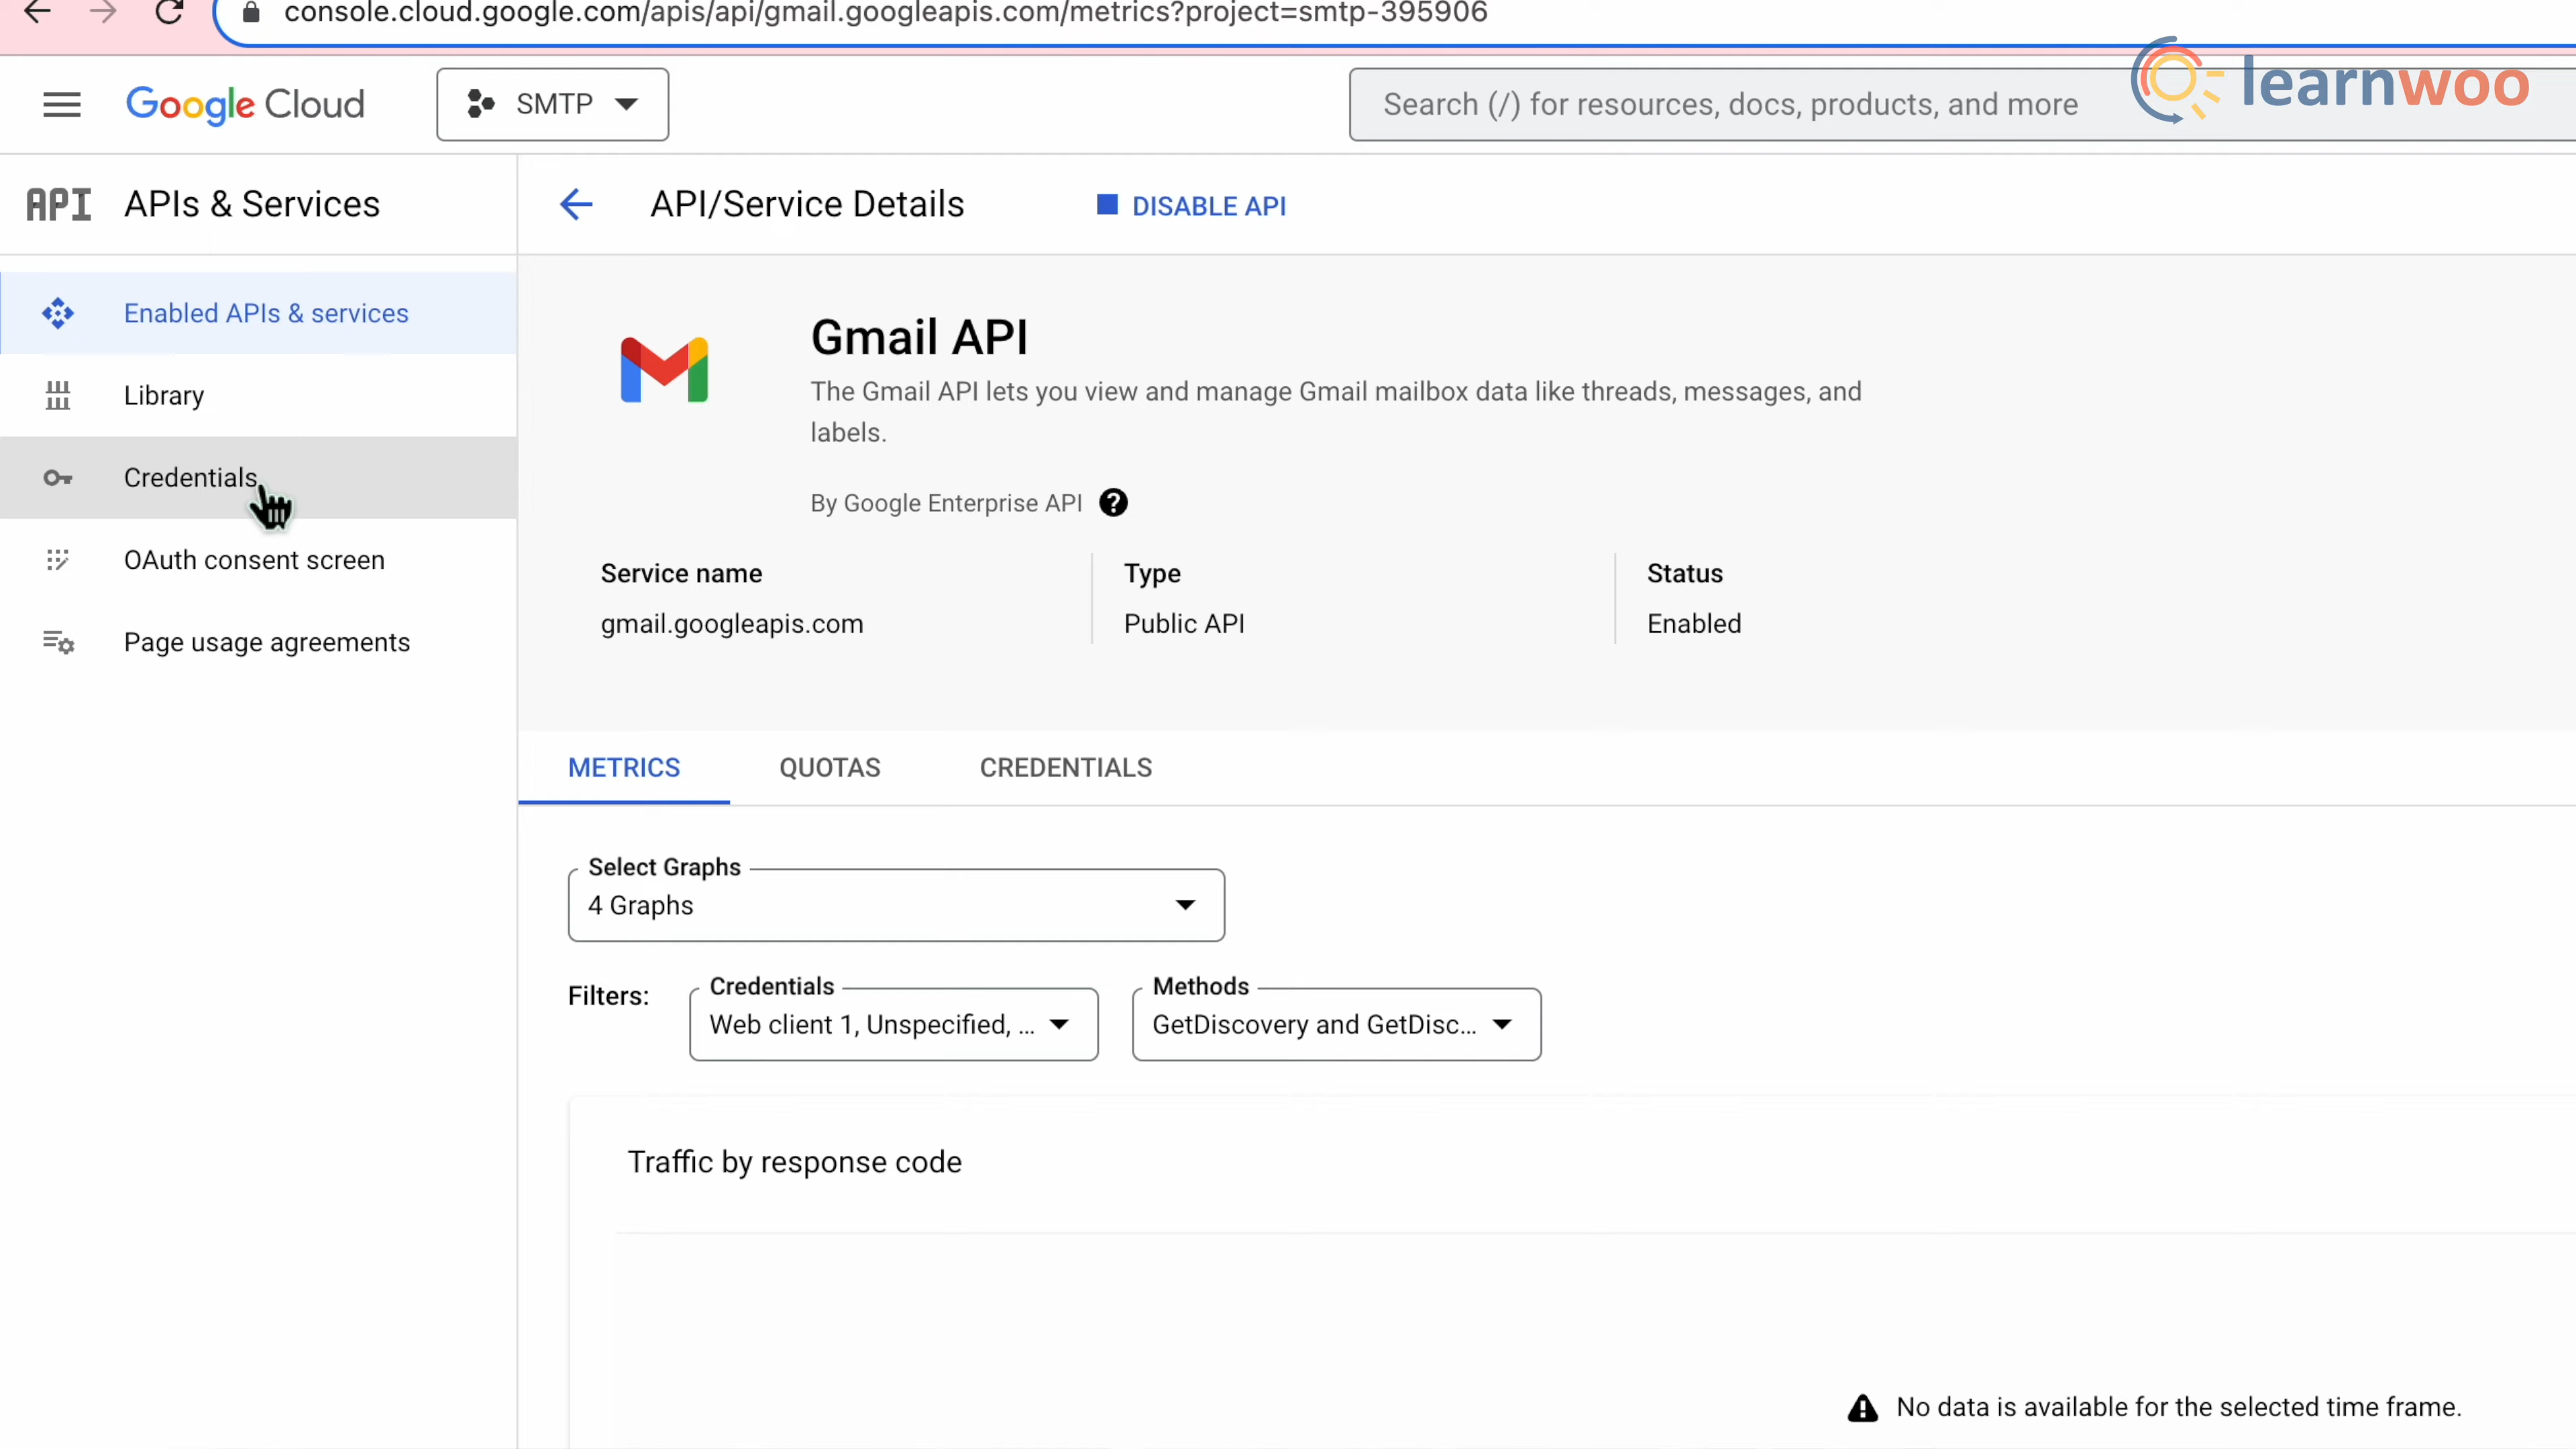 console.cloud.google.com/apis/api/gmail.googleapis.com/metrics?project=smtp-395906
Google Cloud
SMTP
Search (/) for resources, docs, products, and more
learnwoo
API
APIs & Services
API/Service Details
DISABLE API
Enabled APIs & services
Library
Credentials
OAuth consent screen
Page usage agreements
Gmail API
The Gmail API lets you view and manage Gmail mailbox data like threads, messages, and
labels.
By Google Enterprise API
Service name
gmail.googleapis.com
Type
Public API
Status
Enabled
METRICS
QUOTAS
CREDENTIALS
Select Graphs
4 Graphs
Filters:
Credentials
Web client 1, Unspecified, ...
Methods
GetDiscovery and GetDisc...
Traffic by response code
No data is available for the selected time frame.